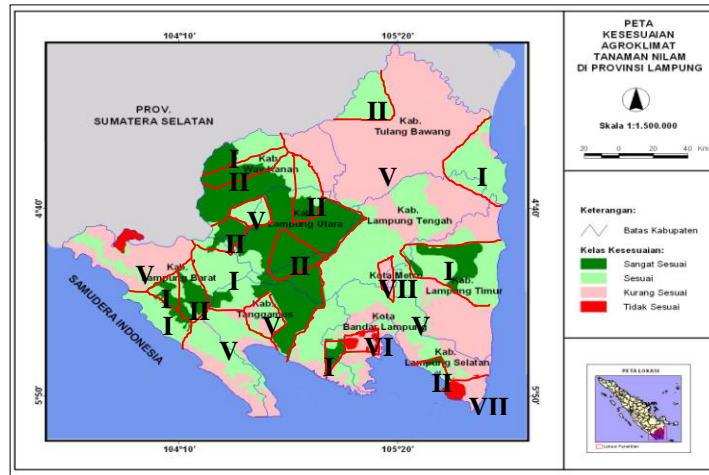 104°10'
105°20'
PROV.
SUMATERA SELATAN
II
Kab.
Tulang Bawang
I
Kab.
Way Kanan
II
V
I
4°40'
4°40'
V
Kab.
Lampung Utara
II
Kab.
Lampung Tengah
II
V
Kab.
Lampung Barat
I
II
Kota Metro
VII
I
Kab.
Lampung Timur
I
II
I
Kab.
Tanggamus
V
V
Kota
Bandar Lampung
V
VI
I
Kab.
Lampung Selatan
II
VII
SAMUDERA INDONESIA
5°50'
5°50'
104°10'
105°20'
PETA
KESESUAIAN
AGROKLIMAT
TANAMAN NILAM
DI PROVINSI LAMPUNG
Skala 1:1.500.000
20 0 20 40 Km
Keterangan:
Batas Kabupaten
Kelas Kesesuaian:
Sangat Sesuai
Sesuai
Kurang Sesuai
Tidak Sesuai
PETA LOKASI